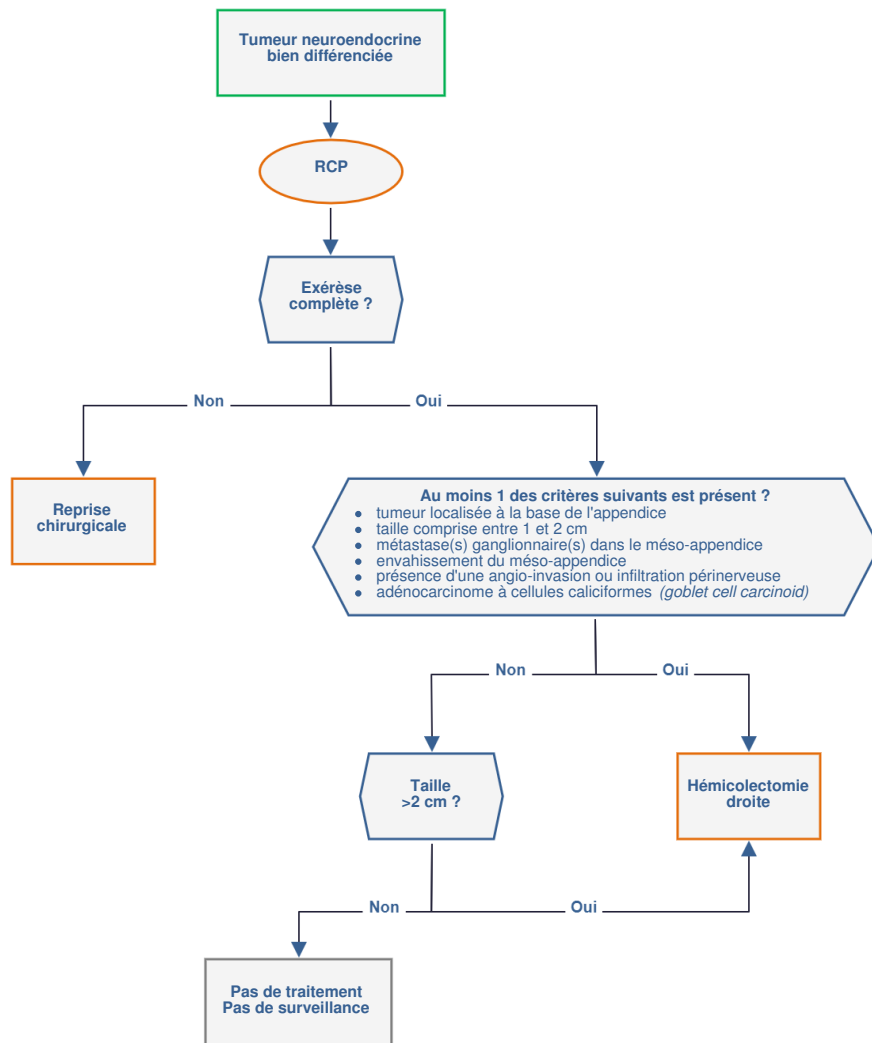 Tumeur neuroendocrine
bien différenciée
RCP
Exérèse
complète ?
Non
Oui
Reprise
chirurgicale
Au moins 1 des critères suivants est présent ?
• tumeur localisée à la base de l'appendice
• taille comprise entre 1 et 2 cm
• métastase(s) ganglionnaire(s) dans le méso-appendice
• envahissement du méso-appendice
• présence d'une angio-invasion ou infiltration périnerveuse
• adénocarcinome à cellules caliciformes (goblet cell carcinoid)
Non
Oui
Taille
>2 cm ?
Hémicolectomie
droite
Non
Oui
Pas de traitement
Pas de surveillance